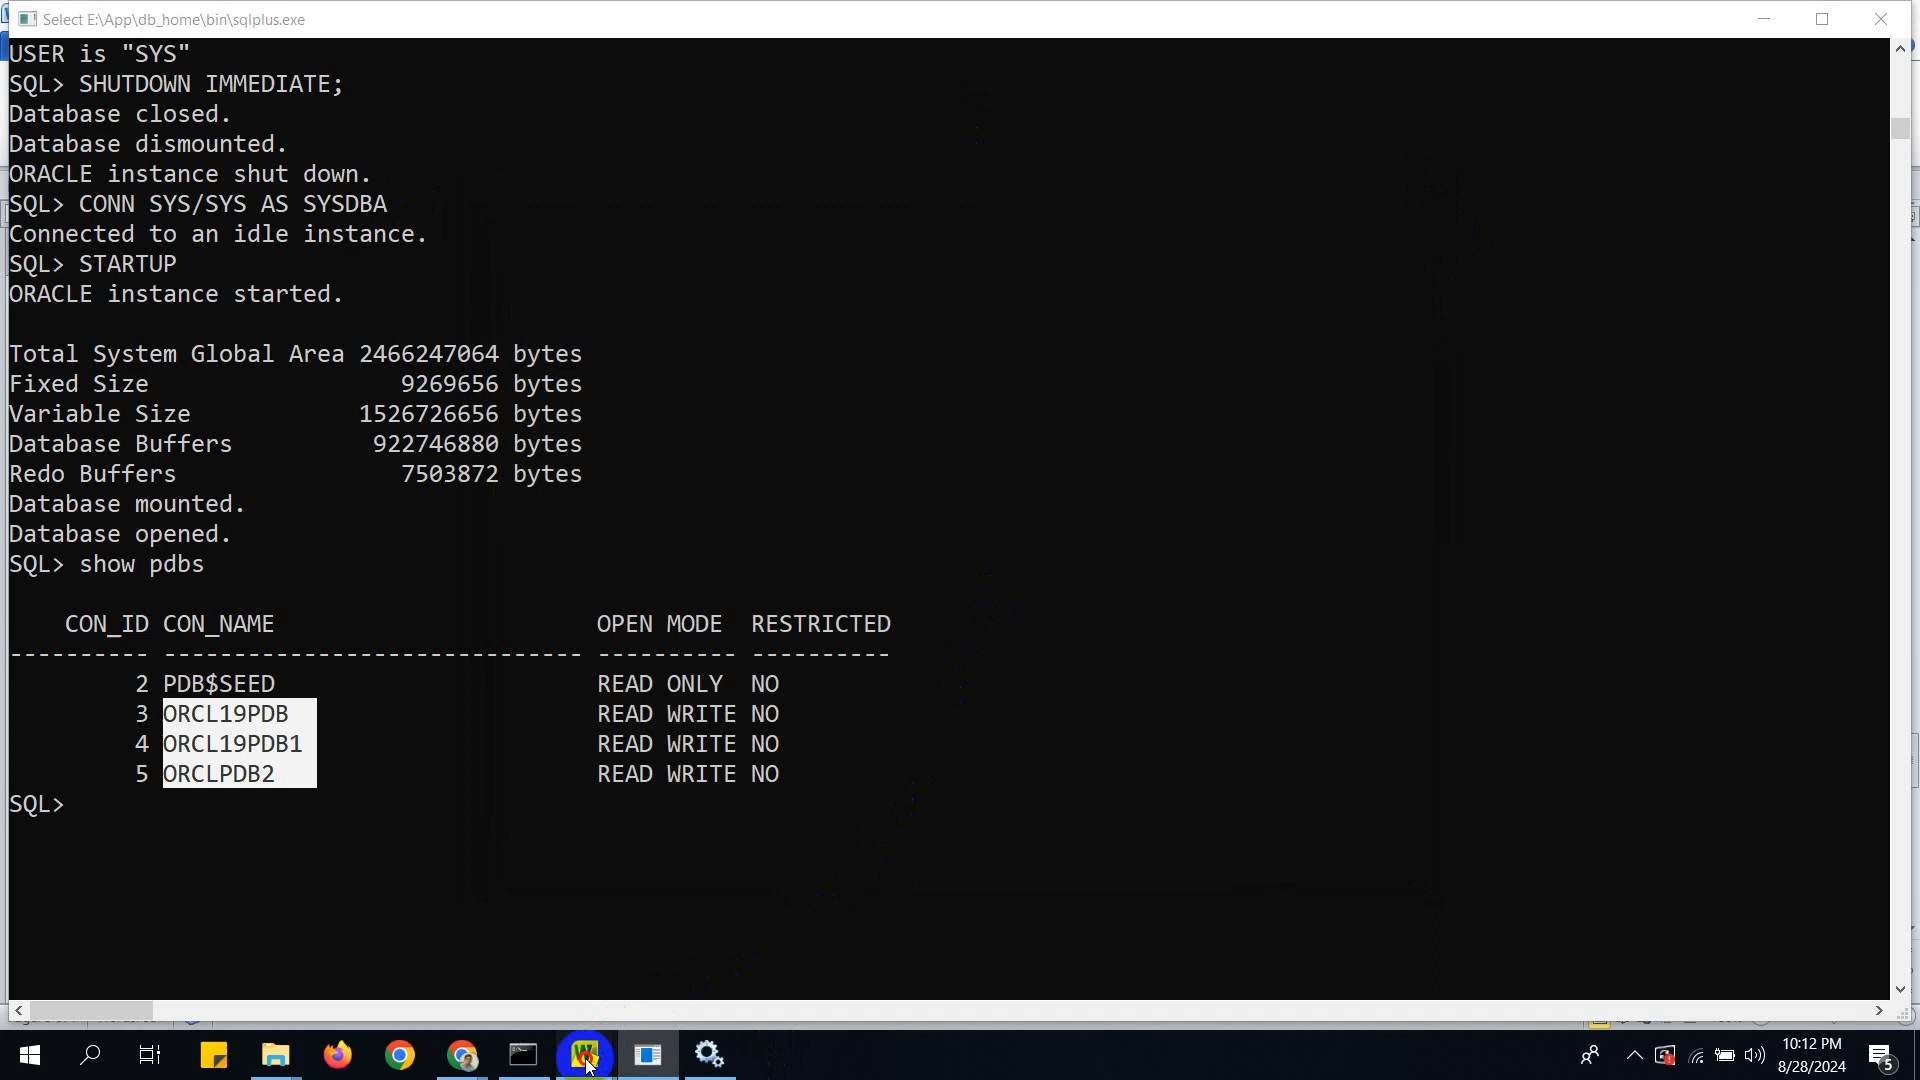 Select E:\App\db_home\bin\sqlplus.exe
USER is "SYS"
SQL> SHUTDOWN IMMEDIATE;
Database closed.
Database dismounted.
ORACLE instance shut down.
SQL> CONN SYS/SYS AS SYSDBA
Connected to an idle instance.
SQL> STARTUP
ORACLE instance started.
Total System Global Area 2466247064 bytes
Fixed Size 9269656 bytes
Variable Size 1526726656 bytes
Database Buffers 922746880 bytes
Redo Buffers 7503872 bytes
Database mounted.
Database opened.
SQL> show pdbs
CON_ID CON_NAME OPEN MODE RESTRICTED
---------- ------------------------------ ---------- ----------
2 PDB$SEED READ ONLY NO
3 ORCL19PDB READ WRITE NO
4 ORCL19PDB1 READ WRITE NO
5 ORCLPDB2 READ WRITE NO
SQL>
10:12 PM
8/28/2024
5